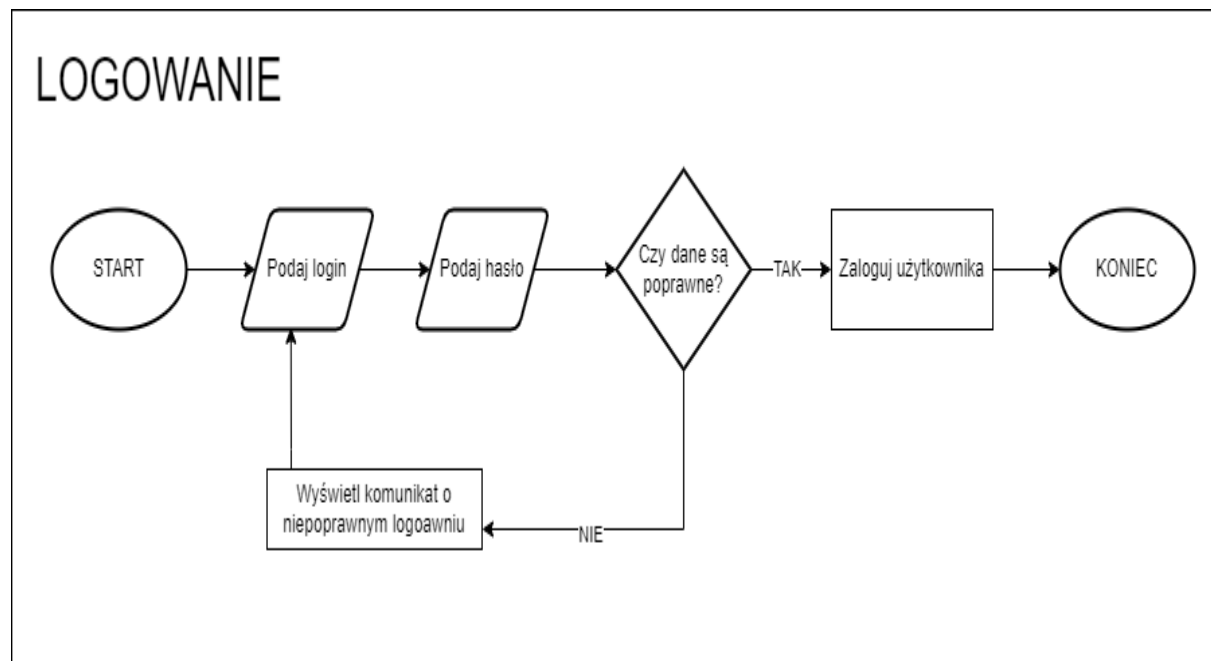 LOGOWANIE
START
Podaj login
Podaj hasło
Czy dane są
poprawne?
TAK
Zaloguj użytkownika
KONIEC
Wyświetl komunikat o
niepoprawnym logoawniu
NIE